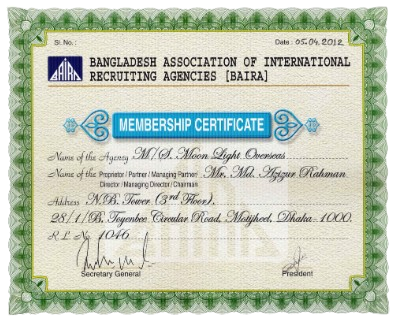 Sl. No.: Date: 05.04.2012
BAIRA
BANGLADESH ASSOCIATION OF INTERNATIONAL
RECRUITING AGENCIES [BAIRA]
MEMBERSHIP CERTIFICATE
Name of the Agency M/S. Moon Light Overseas
Name of the Proprietor / Partner / Managing Partner Mr. Md. Azizur Rahman
Director / Managing Director / Chairman
Address N.B. Tower (3rd Floor),
28/1/B, Toyenbee Circular Road, Motijheel, Dhaka-1000.
R.L No 1046
Secretary General President